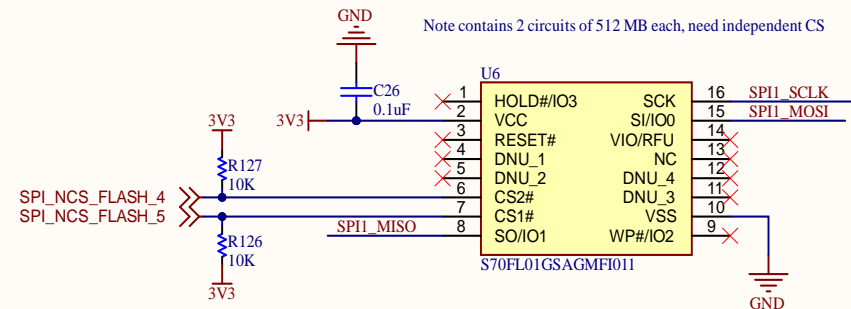 GND
Note contains 2 circuits of 512 MB each, need independent CS
U6
C26
0.1uF
3V3
1 HOLD#/IO3 SCK 16 SPI1_SCLK
2 VCC SI/IO0 15 SPI1_MOSI
3 RESET# VIO/RFU 14
4 DNU_1 NC 13
5 DNU_2 DNU_4 12
6 CS2# DNU_3 11
7 CS1# VSS 10
8 SO/IO1 WP#/IO2 9
S70FL01GSAGMFI011
3V3
R127
10K
SPI_NCS_FLASH_4
SPI_NCS_FLASH_5
SPI1_MISO
R126
10K
3V3
GND